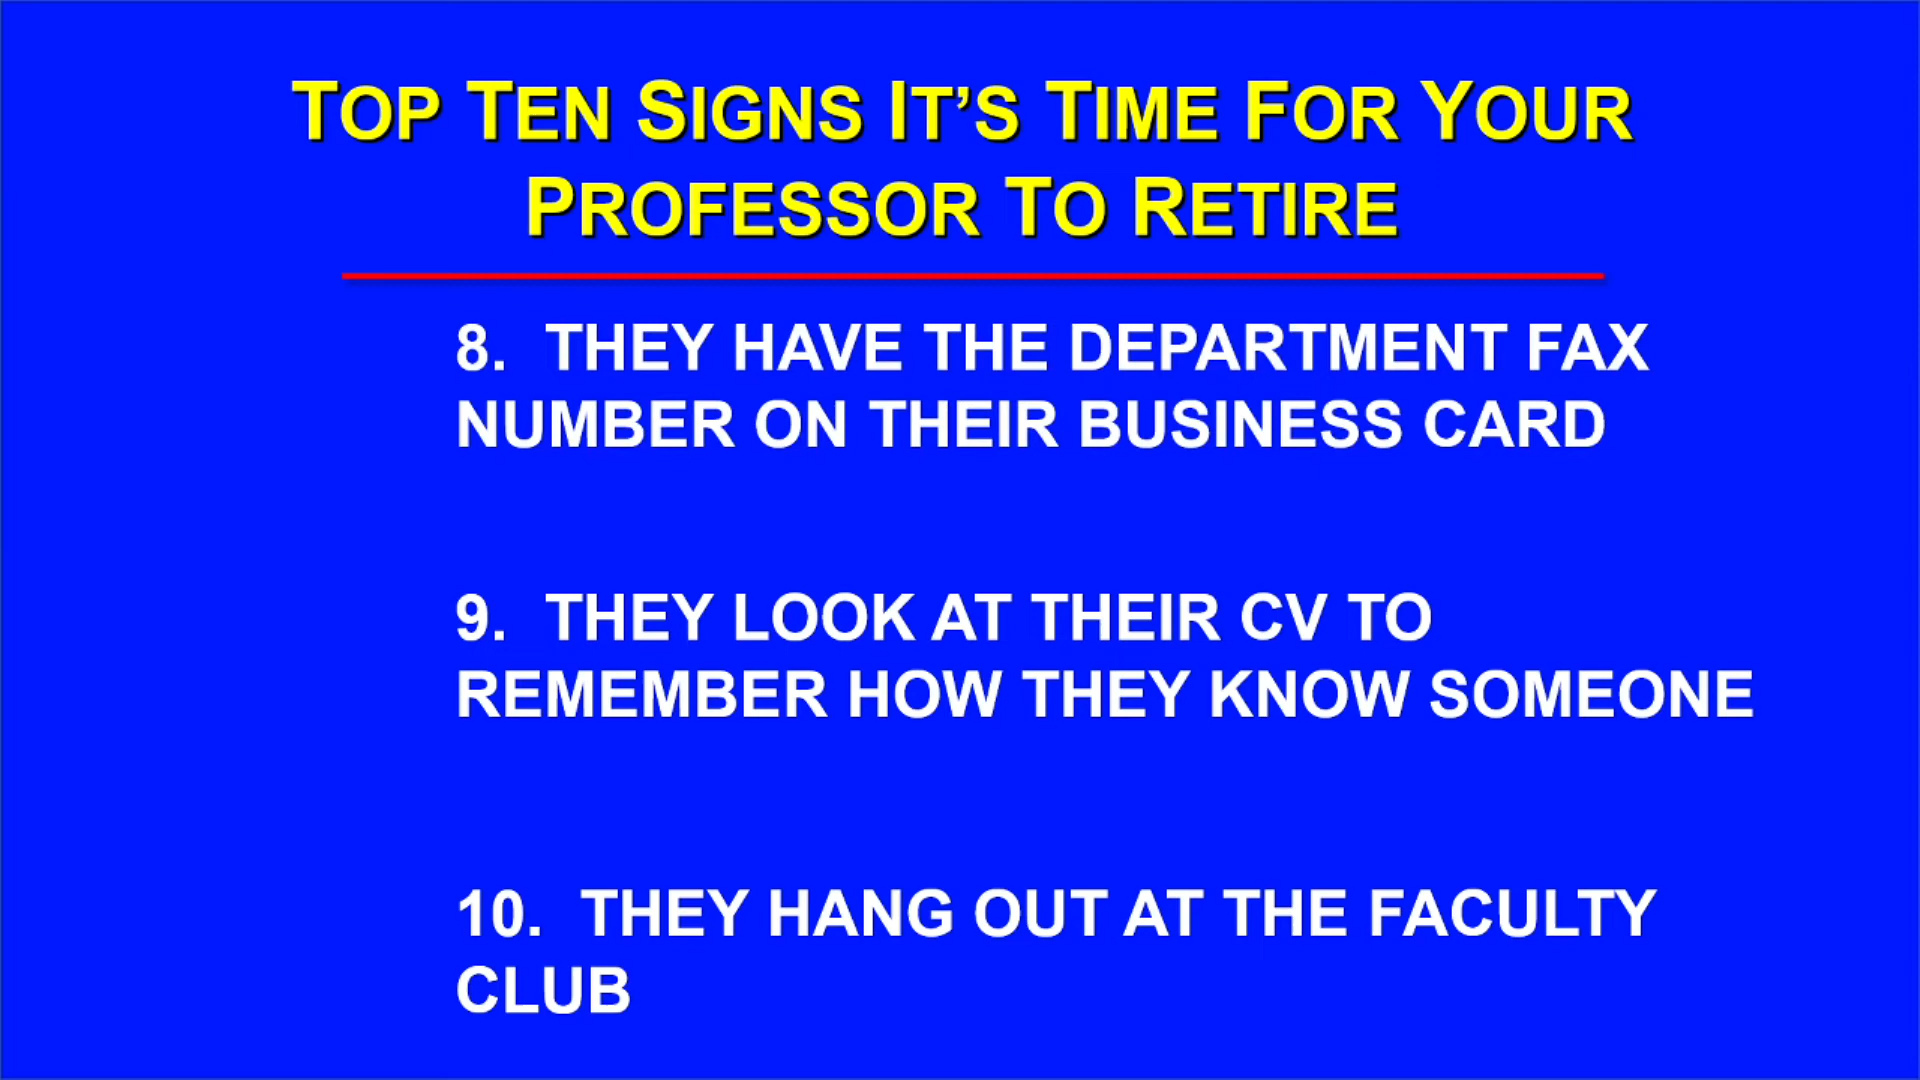 TOP TEN SIGNS IT’S TIME FOR YOUR
PROFESSOR TO RETIRE
8. THEY HAVE THE DEPARTMENT FAX
NUMBER ON THEIR BUSINESS CARD
9. THEY LOOK AT THEIR CV TO
REMEMBER HOW THEY KNOW SOMEONE
10. THEY HANG OUT AT THE FACULTY
CLUB